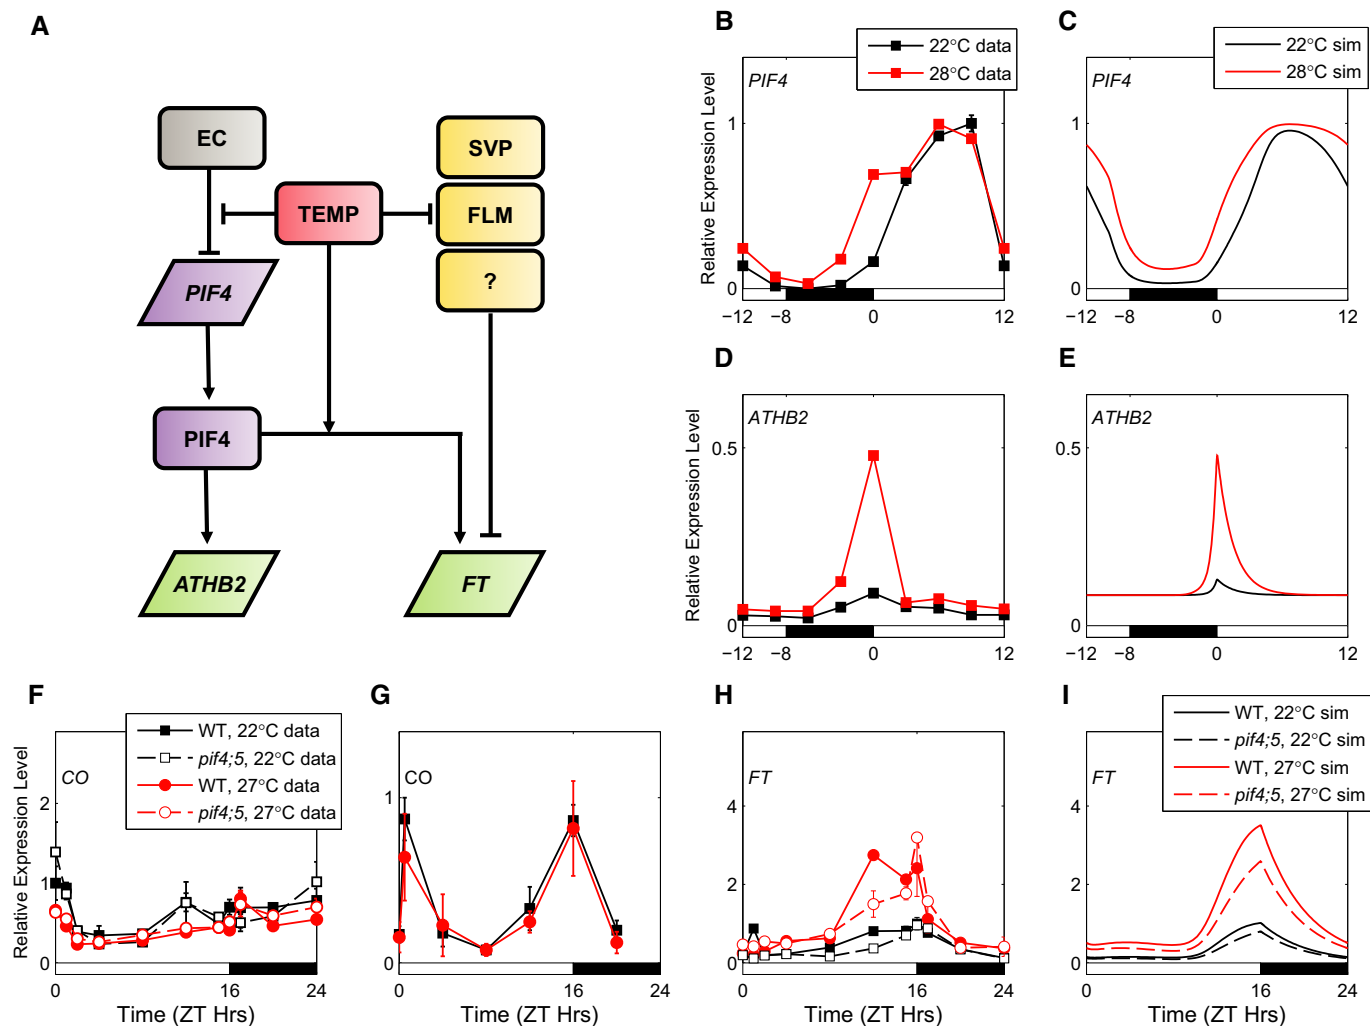 A
EC
TEMP
SVP
FLM
?
PIF4
PIF4
ATHB2
FT
B
22°C data
28°C data
PIF4
Relative Expression Level
1
0
−12
−8
0
12
C
22°C sim
28°C sim
PIF4
1
0
−12
−8
0
12
D
ATHB2
Relative Expression Level
0.5
0
−12
−8
0
12
E
ATHB2
0.5
0
−12
−8
0
12
F
WT, 22°C data
pif4;5, 22°C data
WT, 27°C data
pif4;5, 27°C data
CO
Relative Expression Level
2
1
0
0
16
24
Time (ZT Hrs)
G
CO
1
0
0
16
24
Time (ZT Hrs)
H
FT
4
2
0
0
16
24
Time (ZT Hrs)
I
WT, 22°C sim
pif4;5, 22°C sim
WT, 27°C sim
pif4;5, 27°C sim
FT
4
2
0
0
16
24
Time (ZT Hrs)